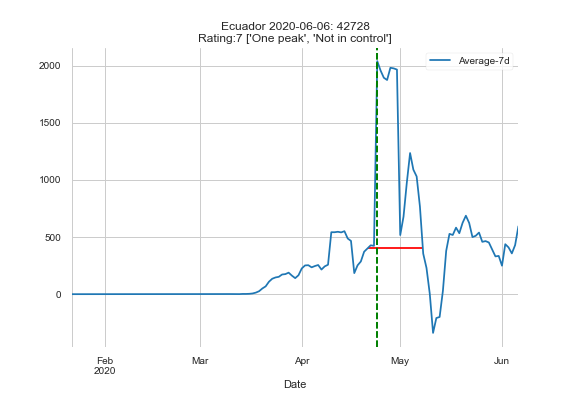 Ecuador 2020-06-06: 42728
Rating:7 ['One peak', 'Not in control']
Average-7d
2000
1500
1000
500
0
Feb
2020
Mar
Apr
May
Jun
Date